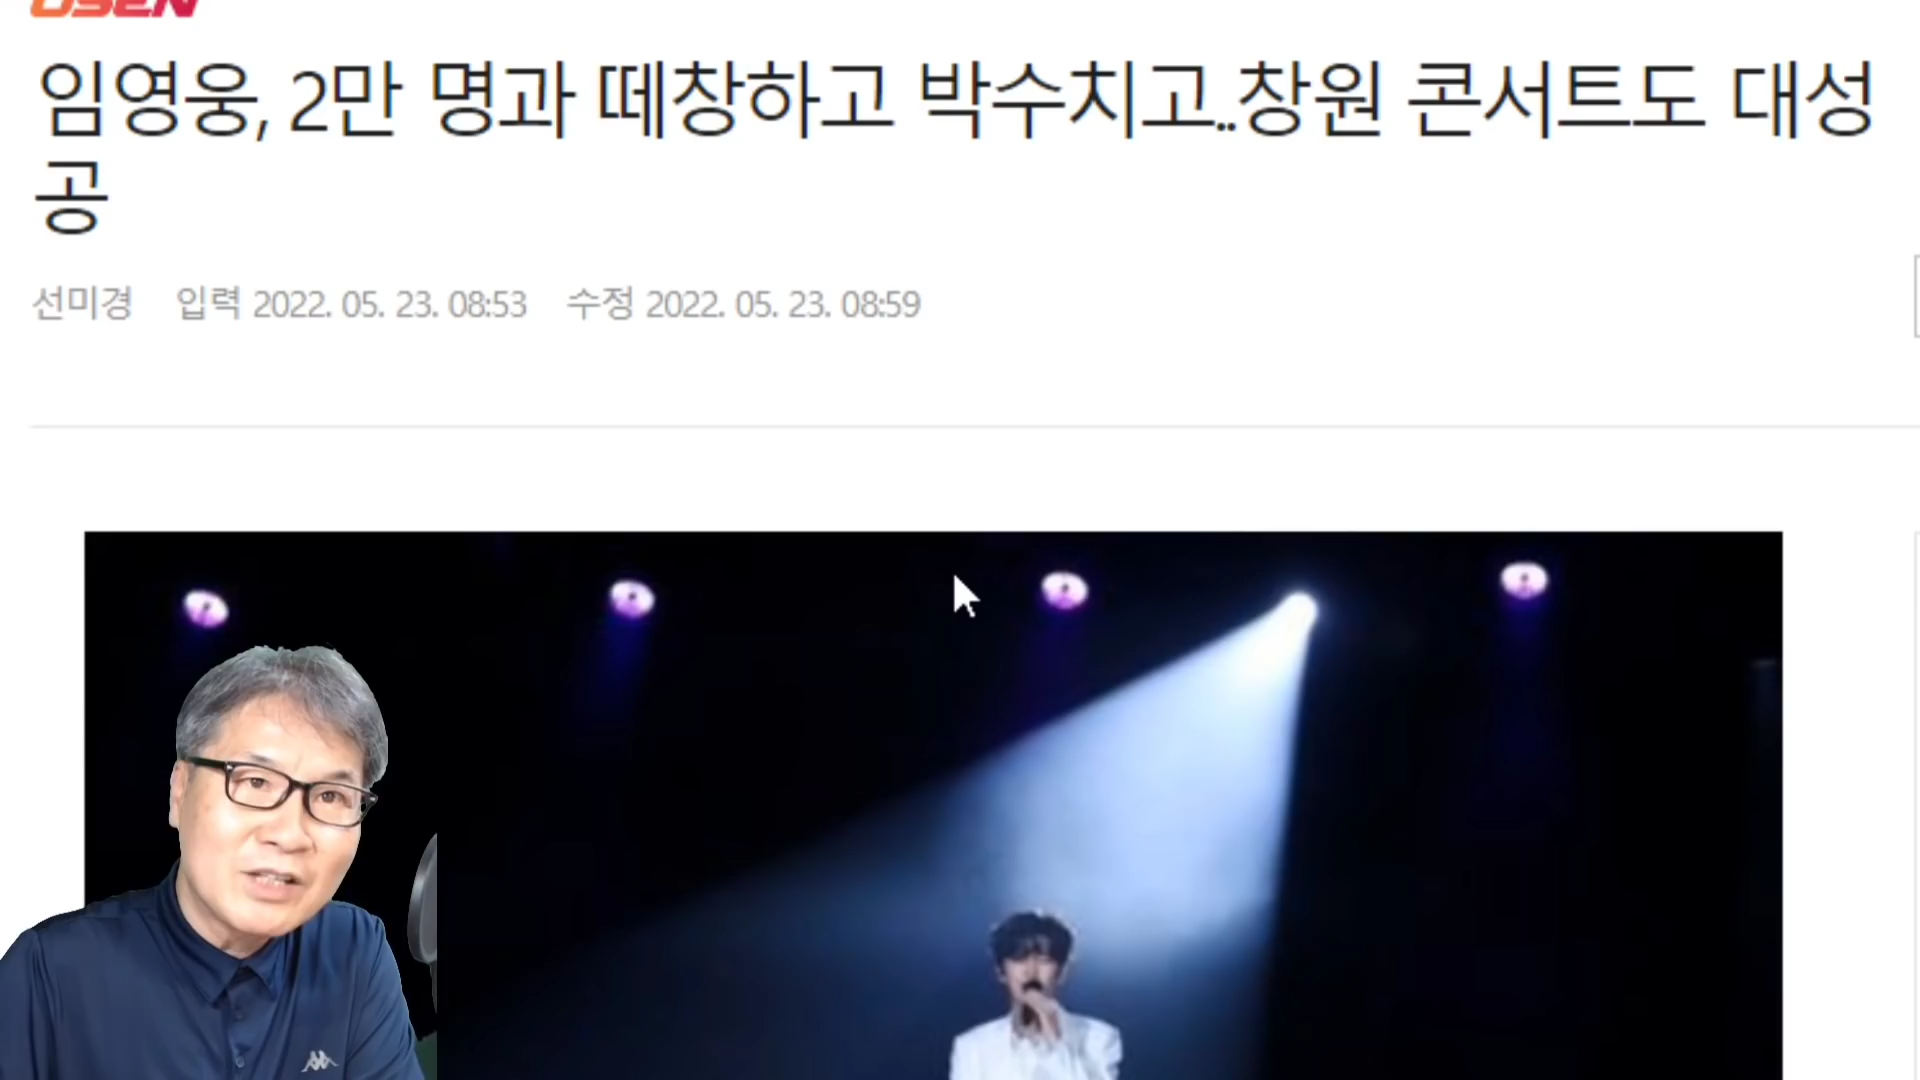 OSEN
임영웅, 2만 명과 떼창하고 박수치고..창원 콘서트도 대성
공
선미경 입력 2022. 05. 23. 08:53 수정 2022. 05. 23. 08:59